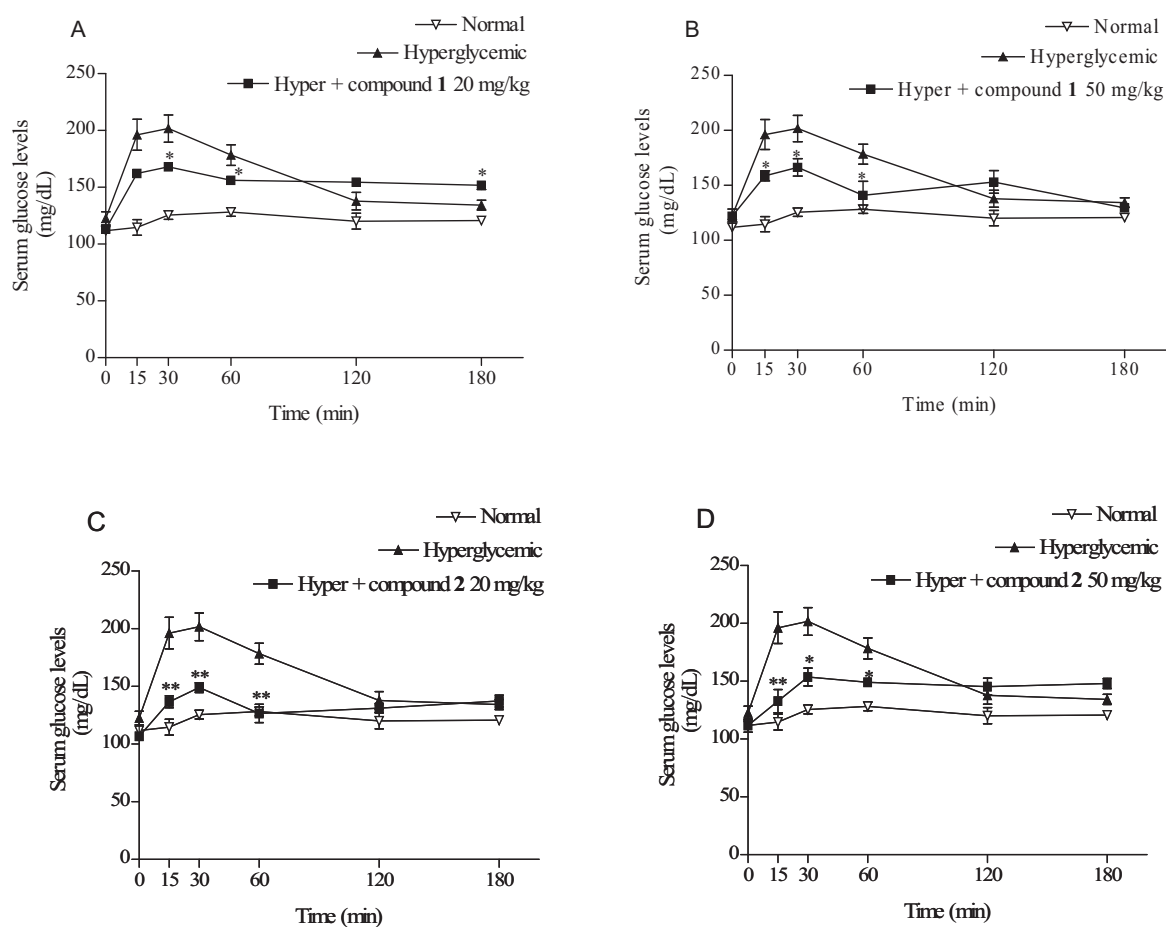 A
Normal
Hyperglycemic
Hyper + compound 1 20 mg/kg
250
200
150
100
50
0
Serum glucose levels
(mg/dL)
*
*
*
0 15 30 60 120 180
Time (min)
B
Normal
Hyperglycemic
Hyper + compound 1 50 mg/kg
250
200
150
100
50
0
Serum glucose levels
(mg/dL)
*
*
*
0 15 30 60 120 180
Time (min)
C
Normal
Hyperglycemic
Hyper + compound 2 20 mg/kg
250
200
150
100
50
0
Serum glucose levels
(mg/dL)
**
**
**
0 15 30 60 120 180
Time (min)
D
Normal
Hyperglycemic
Hyper + compound 2 50 mg/kg
250
200
150
100
50
0
Serum glucose levels
(mg/dL)
**
*
*
0 15 30 60 120 180
Time (min)